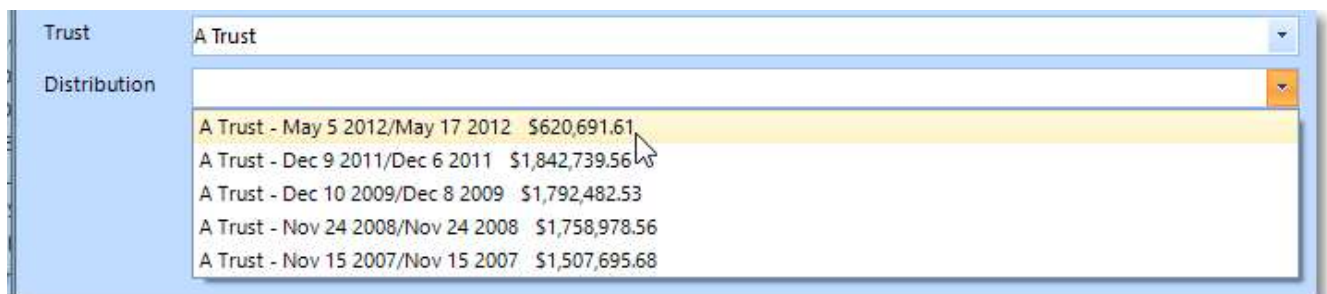 Trust
A Trust
Distribution
A Trust - May 5 2012/May 17 2012 $620,691.61
A Trust - Dec 9 2011/Dec 6 2011 $1,842,739.56
A Trust - Dec 10 2009/Dec 8 2009 $1,792,482.53
A Trust - Nov 24 2008/Nov 24 2008 $1,758,978.56
A Trust - Nov 15 2007/Nov 15 2007 $1,507,695.68